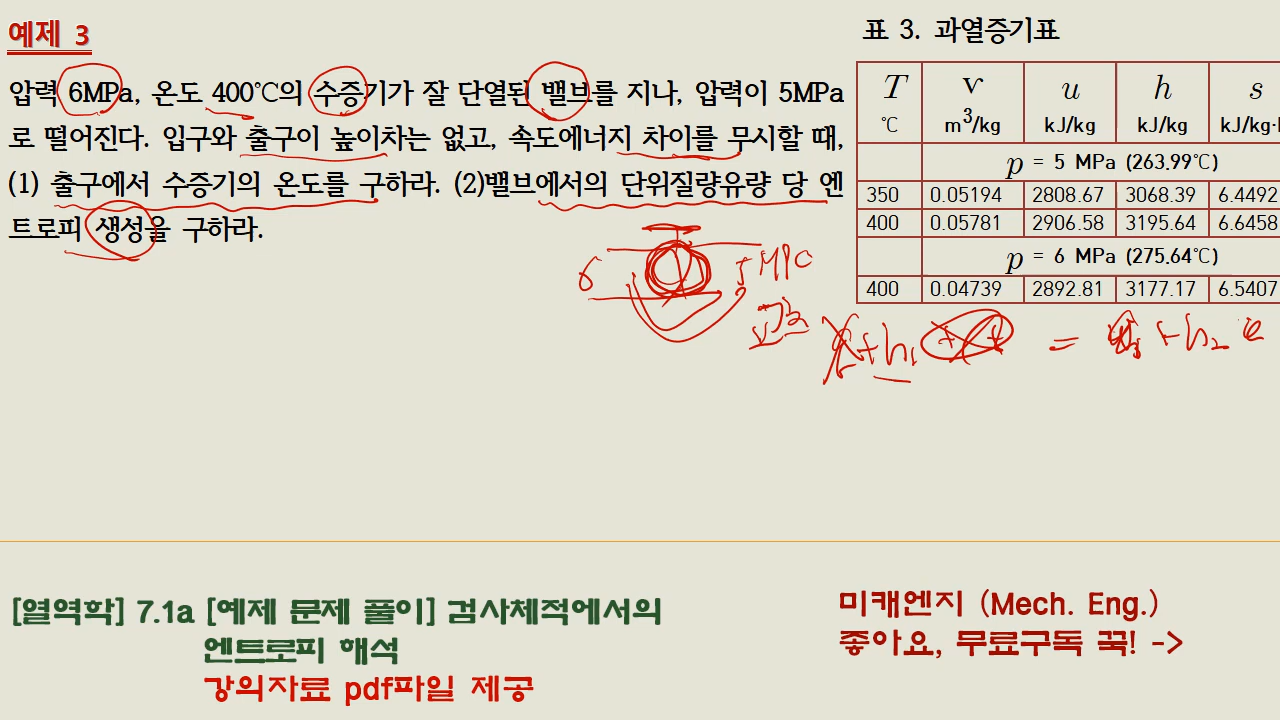 예제 3
압력 6MPa, 온도 400℃의 수증기가 잘 단열된 밸브를 지나, 압력이 5MPa
로 떨어진다. 입구와 출구이 높이차는 없고, 속도에너지 차이를 무시할 때,
(1) 출구에서 수증기의 온도를 구하라. (2)밸브에서의 단위질량유량 당 엔
트로피 생성을 구하라.
표 3. 과열증기표
T v u h s
℃ m³/kg kJ/kg kJ/kg kJ/kg·
p = 5 MPa (263.99℃)
350 0.05194 2808.67 3068.39 6.4492
400 0.05781 2906.58 3195.64 6.6458
p = 6 MPa (275.64℃)
400 0.04739 2892.81 3177.17 6.5407
6 5 MPa
+h₁ = +h₂
[열역학] 7.1a [예제 문제 풀이] 검사체적에서의
엔트로피 해석
강의자료 pdf파일 제공
미캐엔지 (Mech. Eng.)
좋아요, 무료구독 꾹! ->